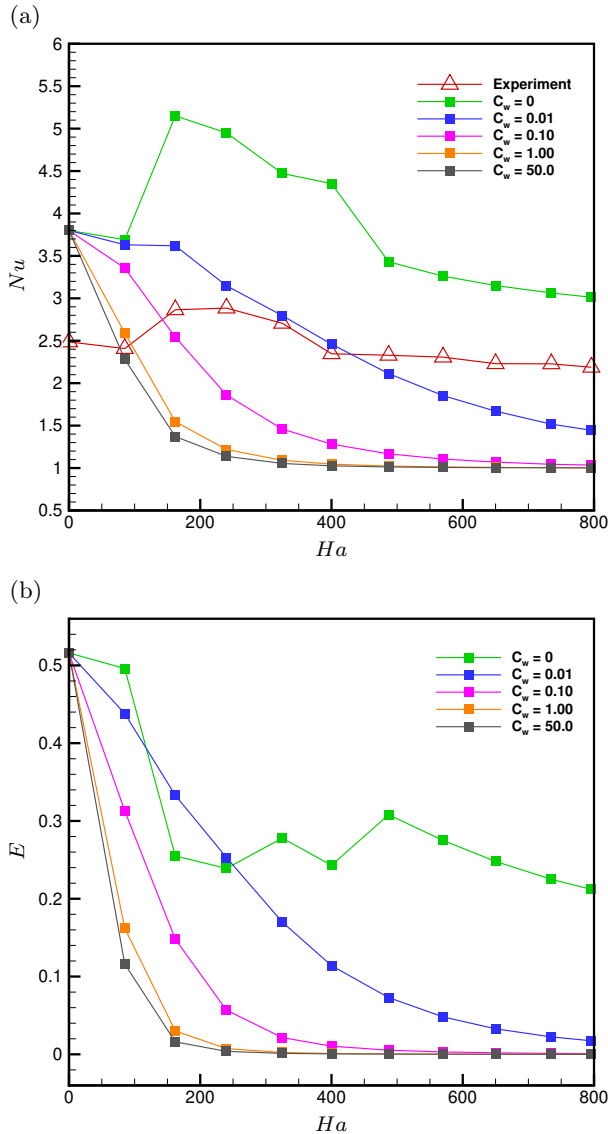 (a)
6
5.5
5
4.5
4
3.5
3
2.5
2
1.5
1
0.5
Nu
Experiment
C_w = 0
C_w = 0.01
C_w = 0.10
C_w = 1.00
C_w = 50.0
0 200 400 600 800
Ha
(b)
0.5
0.4
0.3
0.2
0.1
0
E
C_w = 0
C_w = 0.01
C_w = 0.10
C_w = 1.00
C_w = 50.0
0 200 400 600 800
Ha